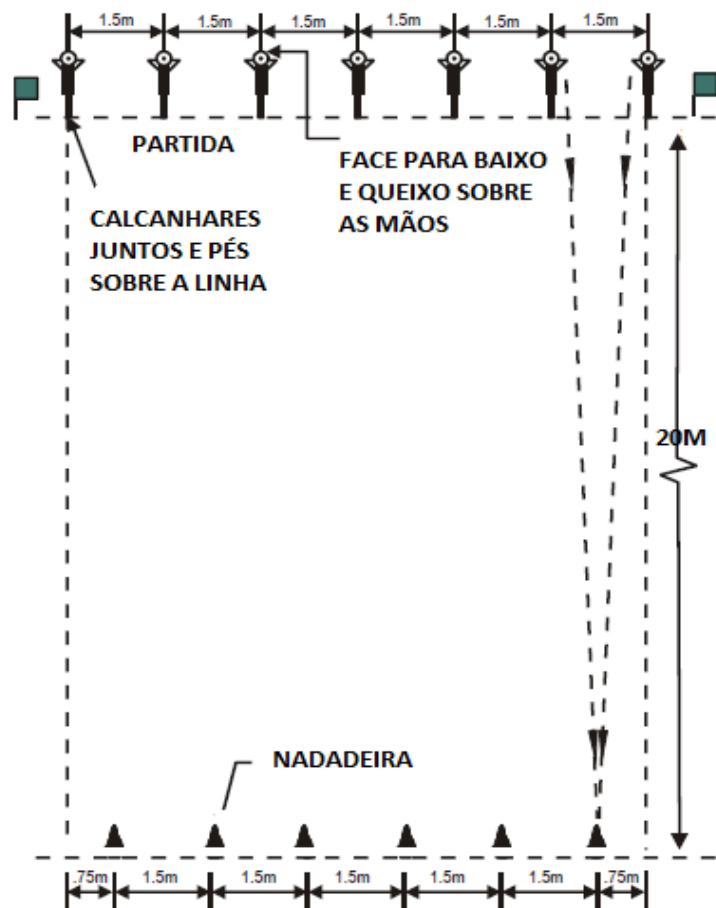 1.5m 1.5m 1.5m 1.5m 1.5m 1.5m
PARTIDA
FACE PARA BAIXO
E QUEIXO SOBRE
AS MÃOS
CALCANHARES
JUNTOS E PÉS
SOBRE A LINHA
20M
NADADEIRA
.75m 1.5m 1.5m 1.5m 1.5m 1.5m .75m